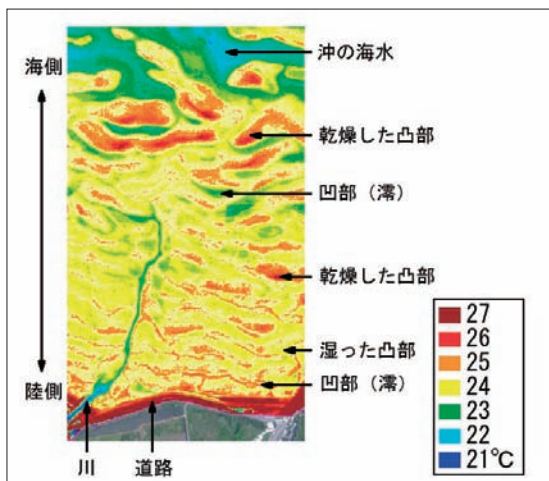 海側
陸側
沖の海水
乾燥した凸部
凹部（澪）
乾燥した凸部
湿った凸部
凹部（澪）
川
道路
27
26
25
24
23
22
21℃